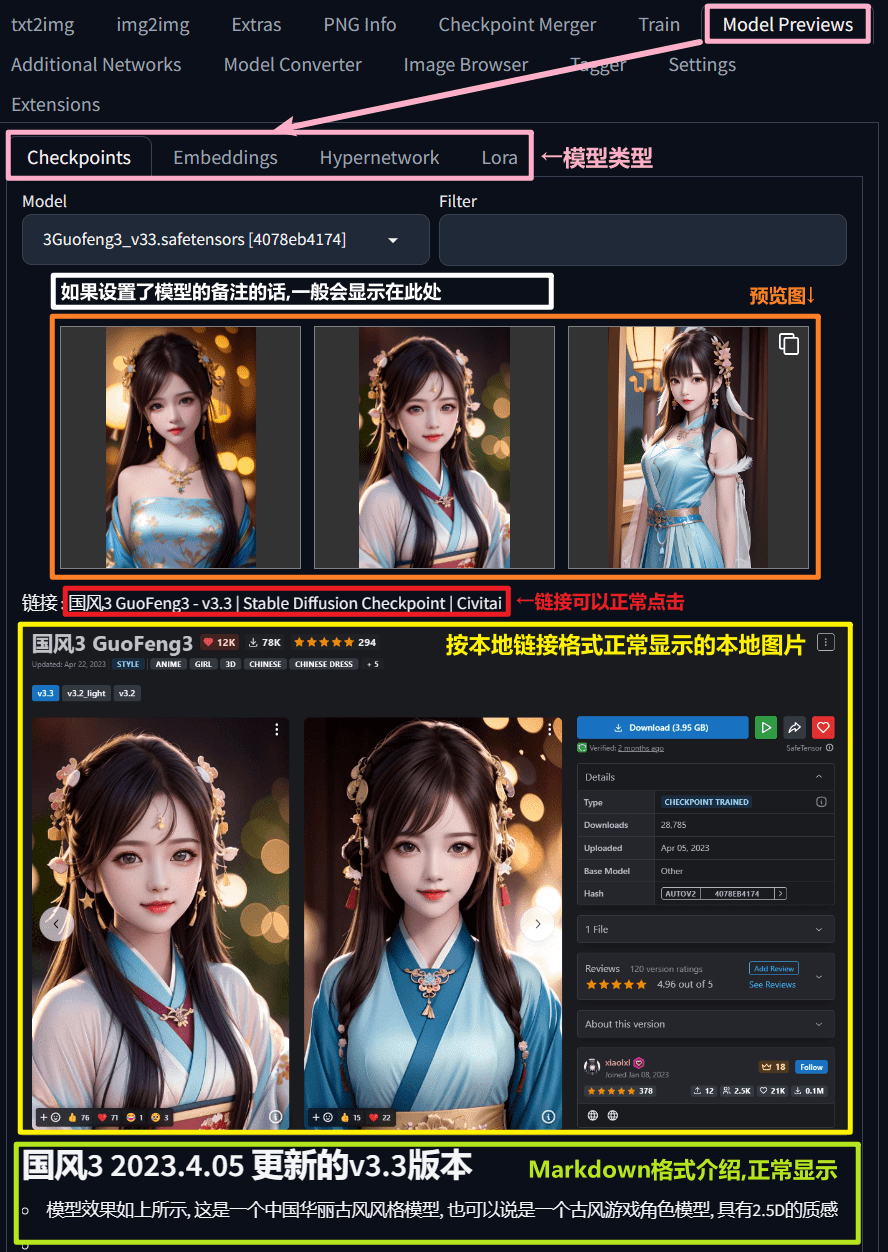 txt2img img2img Extras PNG Info Checkpoint Merger Train Model Previews
Additional Networks Model Converter Image Browser Tagger Settings
Extensions
Checkpoints Embeddings Hypernetwork Lora ←模型类型
Model Filter
3Guofeng3_v33.safetensors [4078eb4174]
如果设置了模型的备注的话,一般会显示在此处
预览图↓
链接: 国风3 GuoFeng3 - v3.3 | Stable Diffusion Checkpoint | Civitai ←链接可以正常点击
国风3 GuoFeng3 12K 78K 294 按本地链接格式正常显示的本地图片
Updated: Apr 22, 2023 STYLE ANIME GIRL 3D CHINESE CHINESE DRESS + 5
v3.3 v3.2_light v3.2
Download (3.95 GB)
Verified: 2 months ago SafeTensor
Details
Type CHECKPOINT TRAINED
Downloads 28,785
Uploaded Apr 05, 2023
Base Model Other
Hash AUTOV2 4078EB4174
1 File
Reviews 120 version ratings Add Review
4.96 out of 5 See Reviews
About this version
xiaolxl 18 Follow
Joined Jan 08, 2023
378 12 2.5K 21K 0.1M
76 71 1 3 15 22
国风3 2023.4.05 更新的v3.3版本 Markdown格式介绍,正常显示
模型效果如上所示, 这是一个中国华丽古风风格模型, 也可以说是一个古风游戏角色模型, 具有2.5D的质感